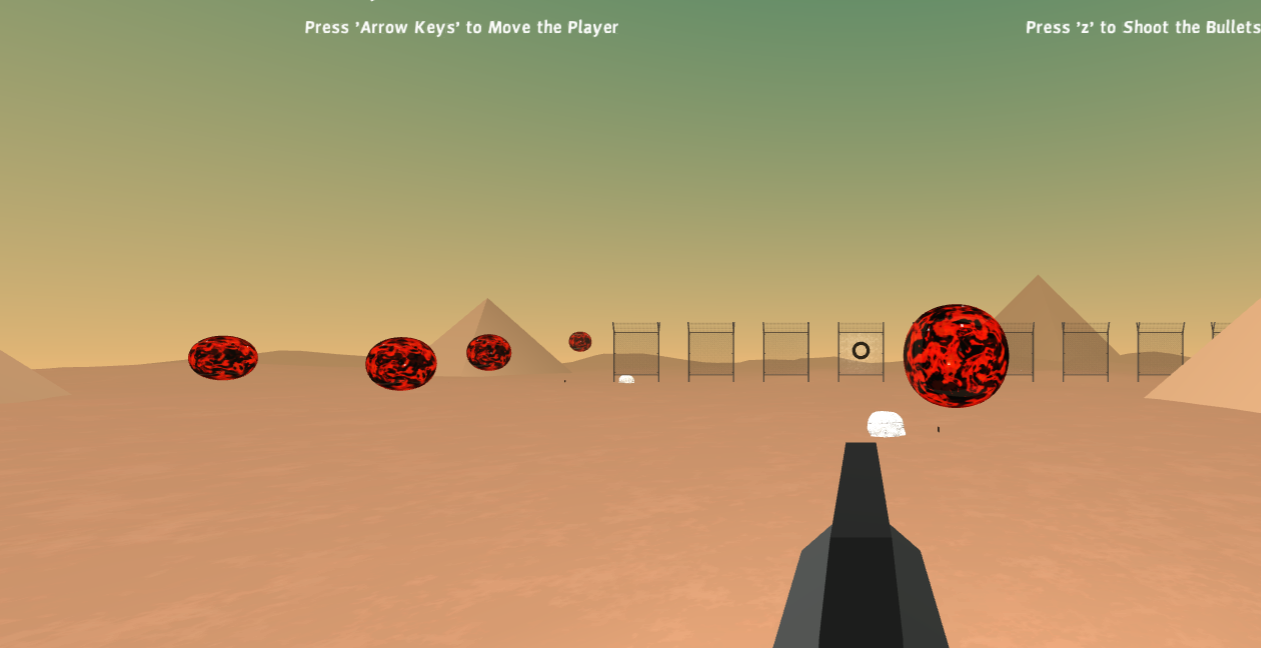 Press 'Arrow Keys' to Move the Player
Press 'z' to Shoot the Bullets